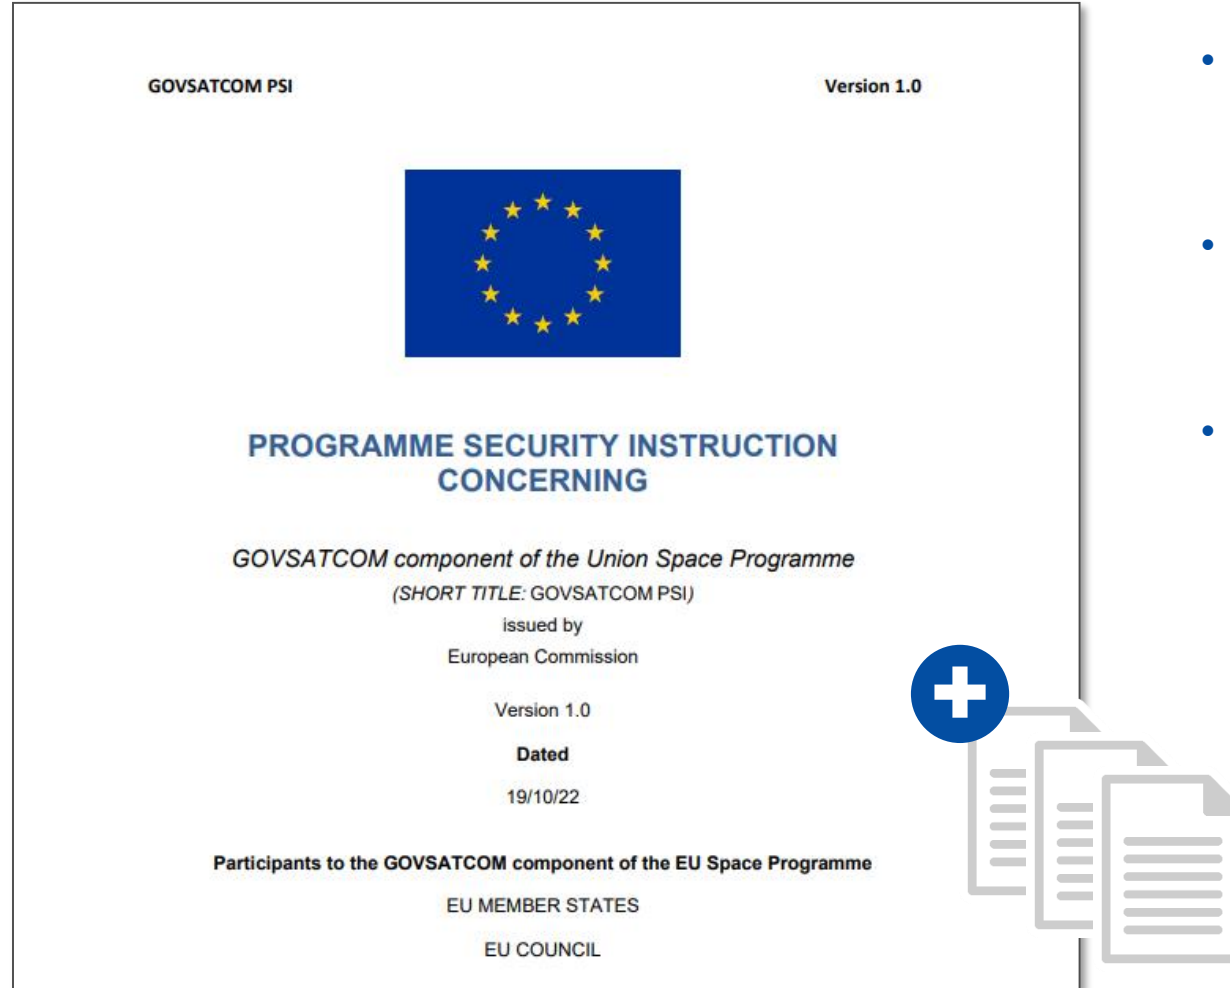 GOVSATCOM PSI Version 1.0
PROGRAMME SECURITY INSTRUCTION
CONCERNING
GOVSATCOM component of the Union Space Programme
(SHORT TITLE: GOVSATCOM PSI)
issued by
European Commission
Version 1.0
Dated
19/10/22
Participants to the GOVSATCOM component of the EU Space Programme
EU MEMBER STATES
EU COUNCIL